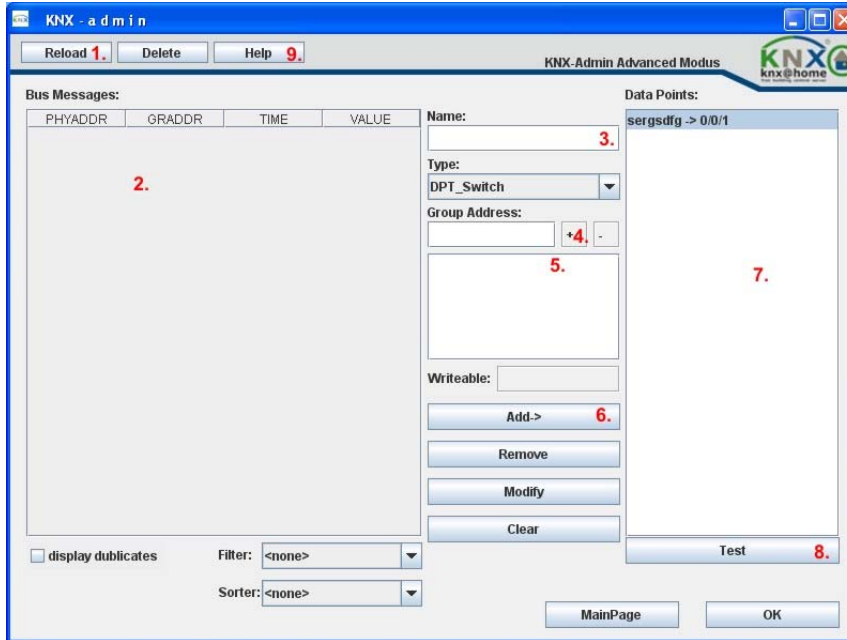 KNX
KNX - a d m i n
Reload 1.
Delete
Help 9.
KNX-Admin Advanced Modus
KNX
knx@home
Bus Messages:
PHYADDR GRADDR TIME VALUE
2.
Name:
3.
Type:
DPT_Switch
Group Address:
+4. -
5.
Writeable:
Add-> 6.
Remove
Modify
Clear
Data Points:
sergsdfg -> 0/0/1
7.
Test 8.
display dublicates
Filter: <none>
Sorter: <none>
MainPage
OK